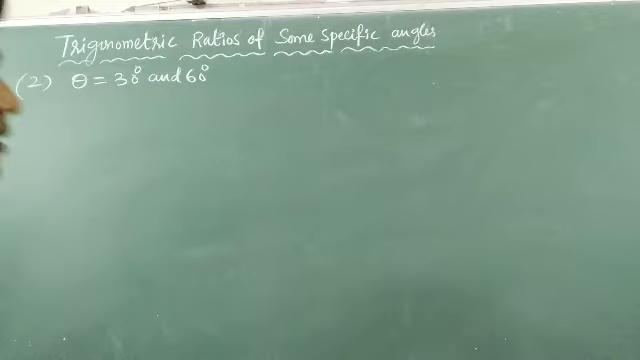 Trigonometric Ratios of Some specific angles
(2) θ = 30° and 60°